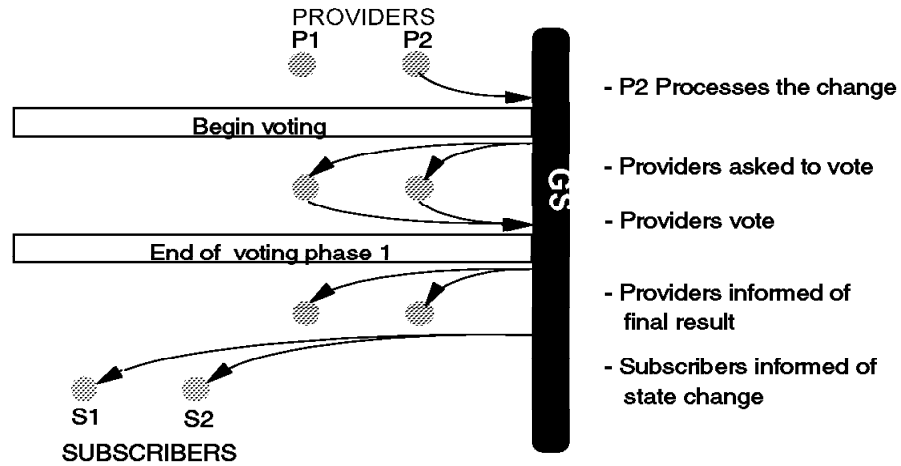 PROVIDERS
P1 P2
- P2 Processes the change
Begin voting
- Providers asked to vote
GS
- Providers vote
End of voting phase 1
- Providers informed of
final result
- Subscribers informed of
state change
S1 S2
SUBSCRIBERS